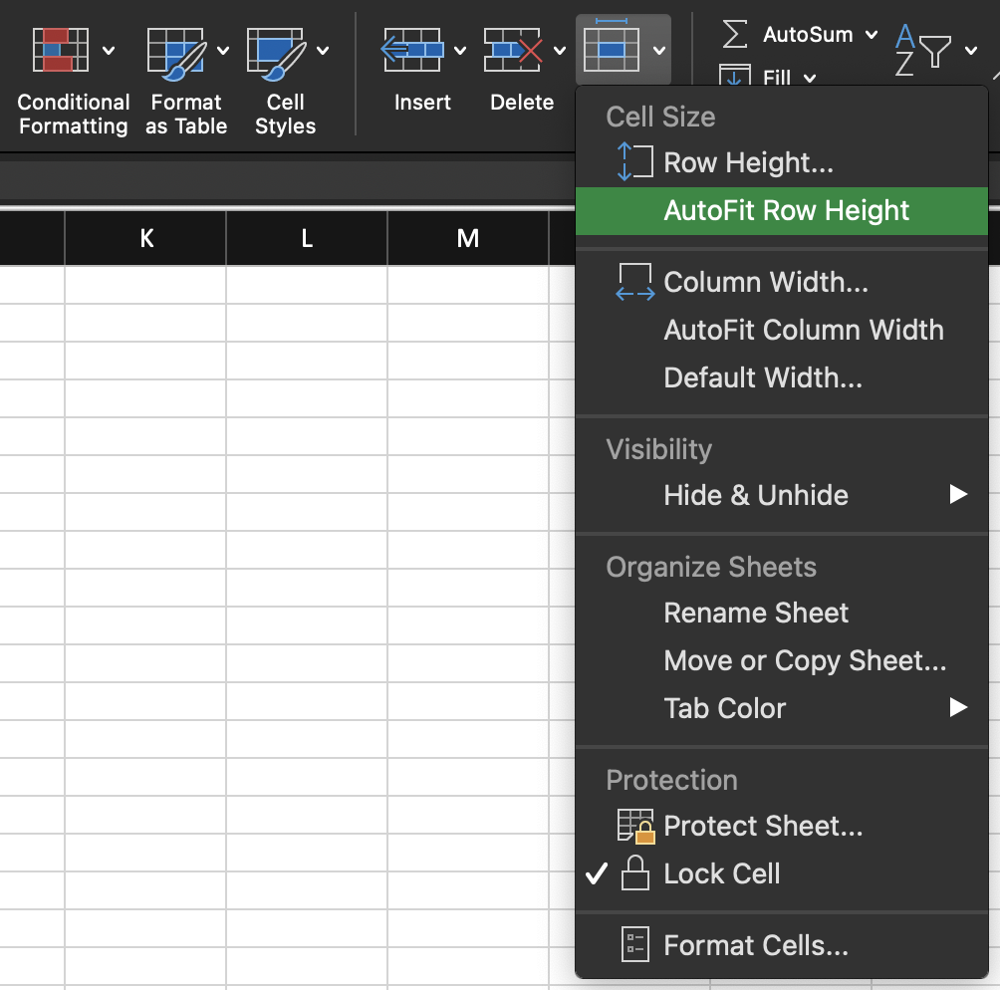 Conditional
Formatting
Format
as Table
Cell
Styles
Insert
Delete
AutoSum
Fill
A
Z
K
L
M
Cell Size
Row Height...
AutoFit Row Height
Column Width...
AutoFit Column Width
Default Width...
Visibility
Hide & Unhide
Organize Sheets
Rename Sheet
Move or Copy Sheet...
Tab Color
Protection
Protect Sheet...
Lock Cell
Format Cells...